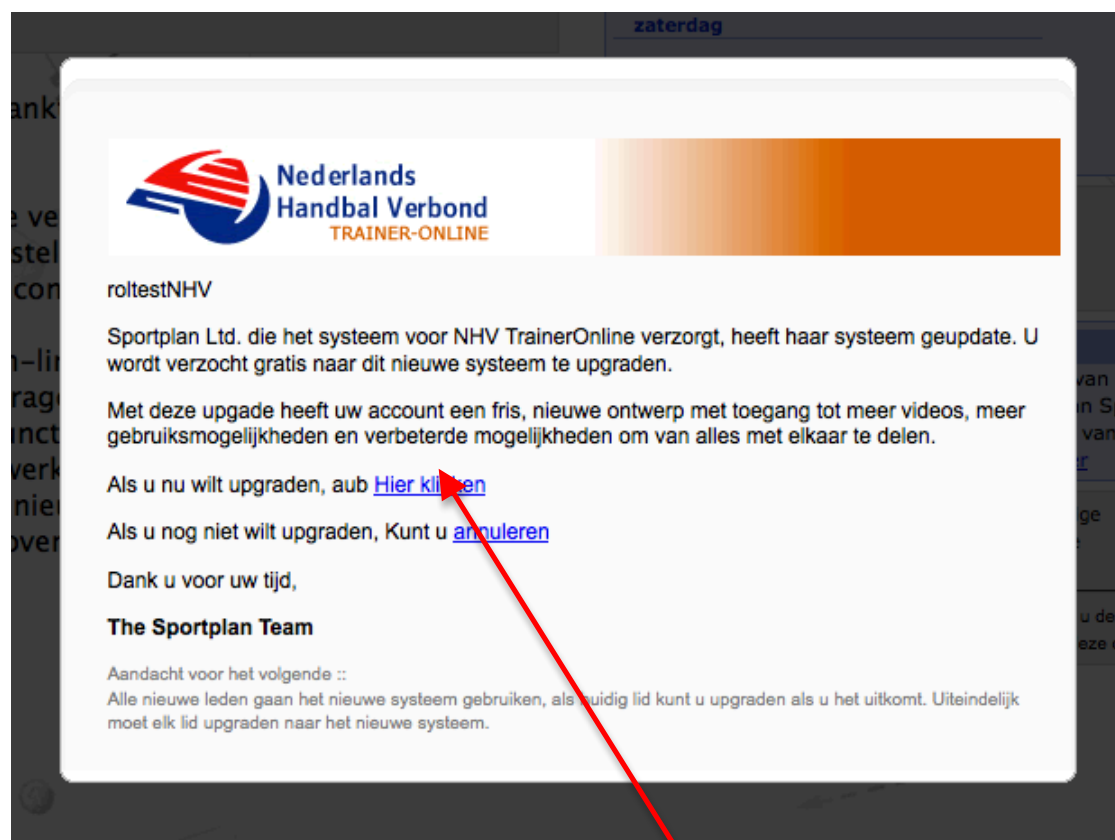 zaterdag
ank
Nederlands
Handbal Verbond
TRAINER-ONLINE
roltestNHV
Sportplan Ltd. die het systeem voor NHV TrainerOnline verzorgt, heeft haar systeem geupdate. U
wordt verzocht gratis naar dit nieuwe systeem te upgraden.
Met deze upgade heeft uw account een fris, nieuwe ontwerp met toegang tot meer videos, meer
gebruiksmogelijkheden en verbeterde mogelijkheden om van alles met elkaar te delen.
Als u nu wilt upgraden, aub Hier klikken
Als u nog niet wilt upgraden, Kunt u annuleren
Dank u voor uw tijd,
The Sportplan Team
Aandacht voor het volgende ::
Alle nieuwe leden gaan het nieuwe systeem gebruiken, als huidig lid kunt u upgraden als u het uitkomt. Uiteindelijk
moet elk lid upgraden naar het nieuwe systeem.